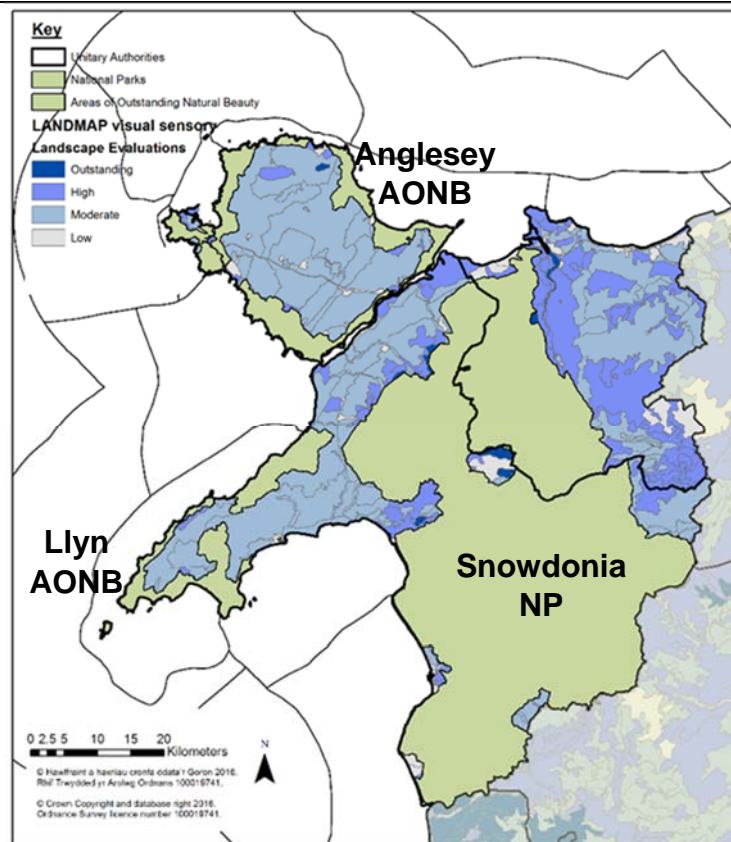 Key
Unitary Authorities
National Parks
Areas of Outstanding Natural Beauty
LANDMAP visual sensory
Landscape Evaluations
Outstanding
High
Moderate
Low
Anglesey
AONB
Llyn
AONB
Snowdonia
NP
0 2.5 5 10 15 20
Kilometers
N
© Hawlfraint a hawliau cronfa ddata'r Goron 2016.
Rhif Trwydded yr Arolwg Ordnans 100019741.
© Crown Copyright and database right 2016.
Ordnance Survey licence number 100019741.